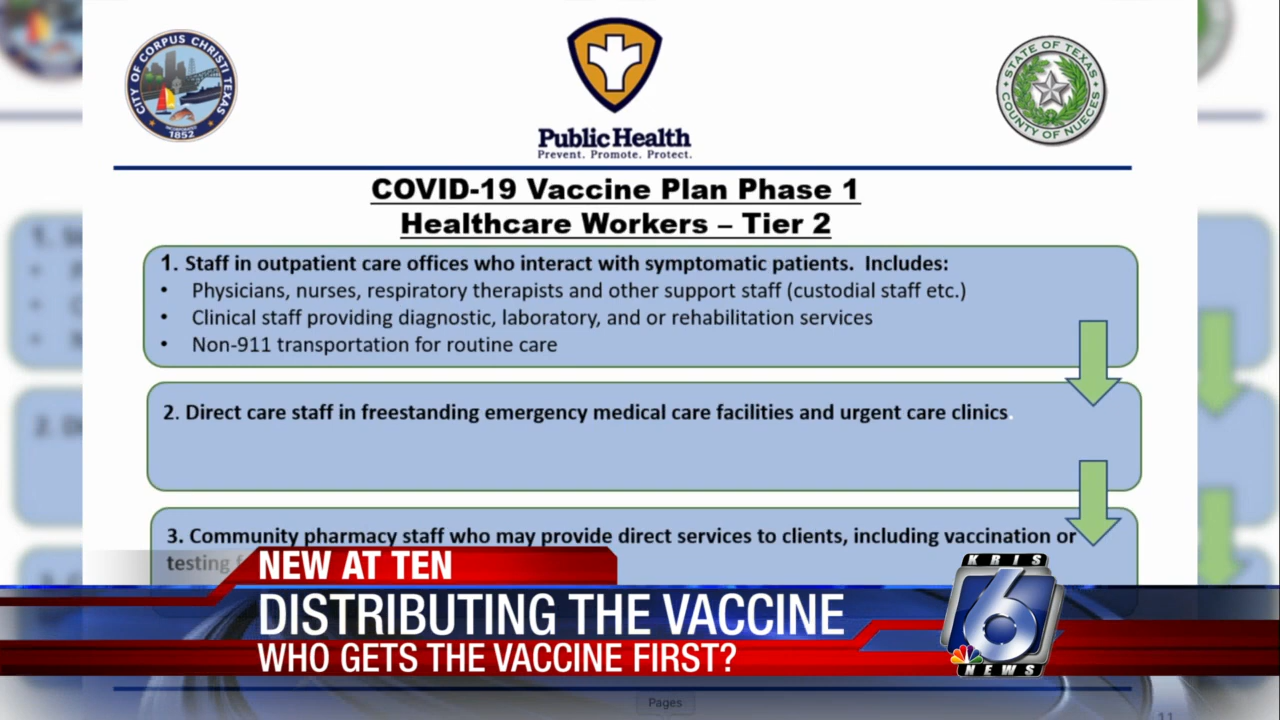 CITY OF CORPUS CHRISTI TEXAS
INCORPORATED
1852
Public Health
Prevent. Promote. Protect.
STATE OF TEXAS
COUNTY OF NUECES
COVID-19 Vaccine Plan Phase 1
Healthcare Workers – Tier 2
1. Staff in outpatient care offices who interact with symptomatic patients. Includes:
• Physicians, nurses, respiratory therapists and other support staff (custodial staff etc.)
• Clinical staff providing diagnostic, laboratory, and or rehabilitation services
• Non-911 transportation for routine care
2. Direct care staff in freestanding emergency medical care facilities and urgent care clinics.
3. Community pharmacy staff who may provide direct services to clients, including vaccination or
testing
NEW AT TEN
DISTRIBUTING THE VACCINE
WHO GETS THE VACCINE FIRST?
KRIS
6
NEWS
Pages
11